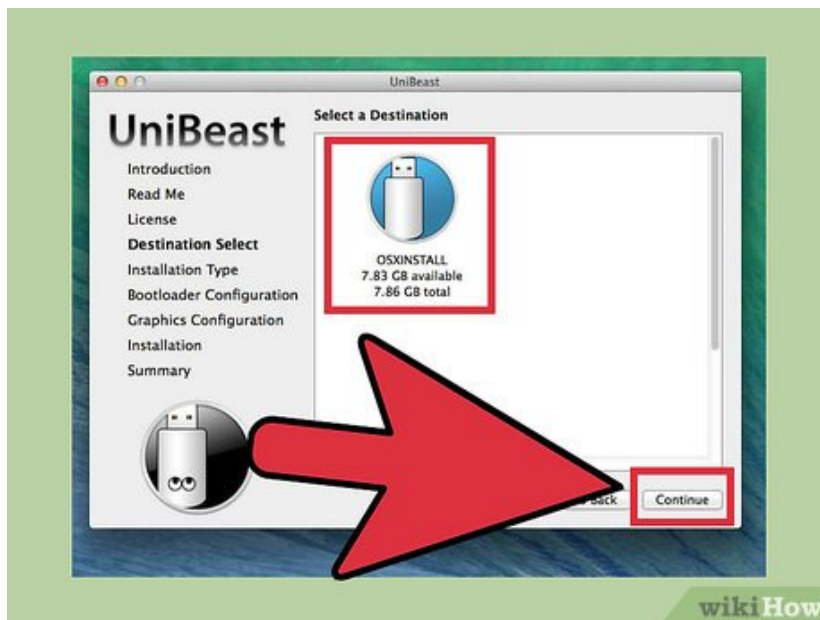 UniBeast
UniBeast
Introduction
Read Me
License
Destination Select
Installation Type
Bootloader Configuration
Graphics Configuration
Installation
Summary
Select a Destination
OSXINSTALL
7.83 GB available
7.86 GB total
Back
Continue
wikiHow